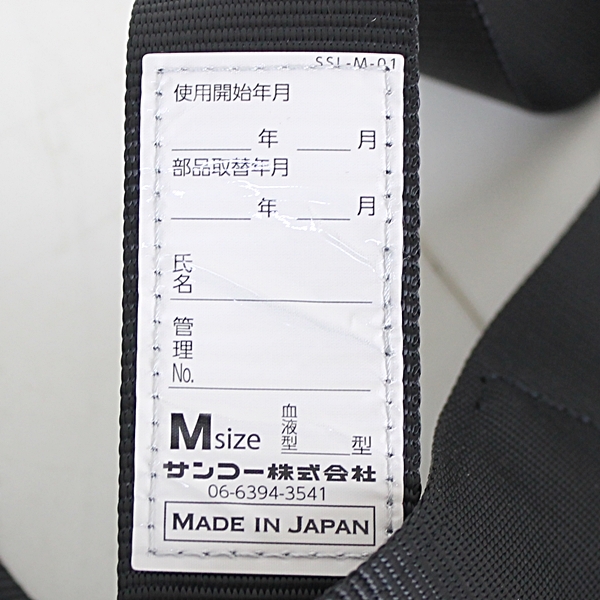 SSL-M-01
使用開始年月
年 月
部品取替年月
年 月
氏名
管理No.
Msize 血液型 型
サンコー株式会社
06-6394-3541
MADE IN JAPAN